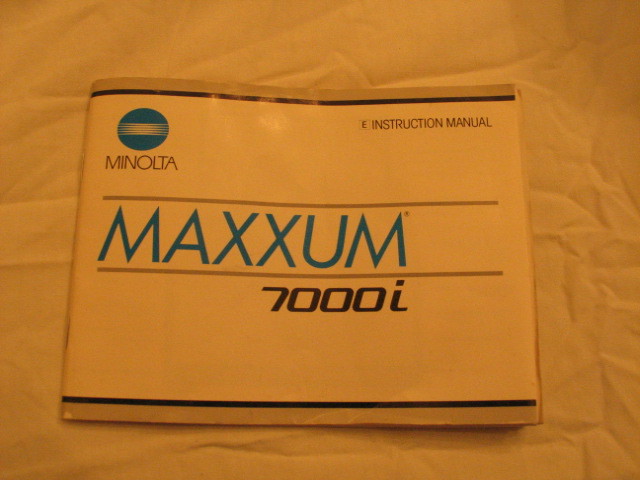 E INSTRUCTION MANUAL
MINOLTA
MAXXUM®
7000i